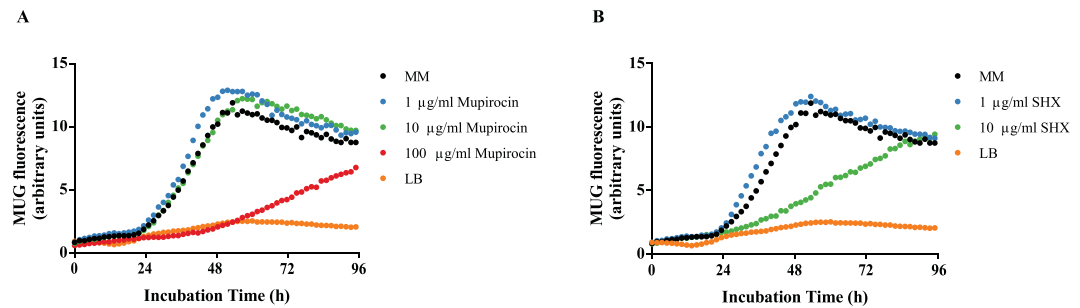 A
MUG fluorescence
(arbitrary units)
15
10
5
0
0 24 48 72 96
Incubation Time (h)
MM
1 µg/ml Mupirocin
10 µg/ml Mupirocin
100 µg/ml Mupirocin
LB
B
MUG fluorescence
(arbitrary units)
15
10
5
0
0 24 48 72 96
Incubation Time (h)
MM
1 µg/ml SHX
10 µg/ml SHX
LB